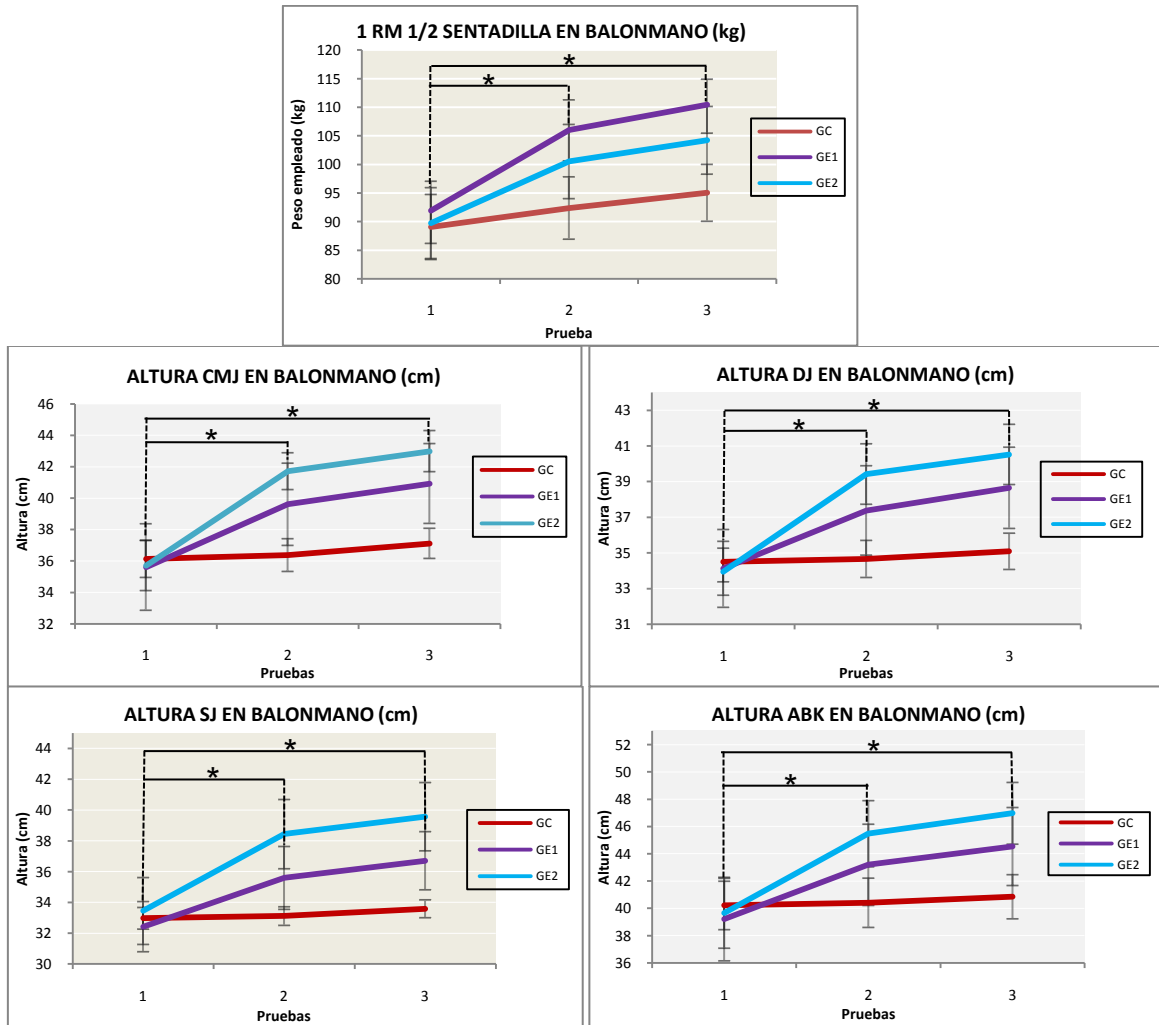 1 RM 1/2 SENTADILLA EN BALONMANO (kg)
120
115
110
105
100
95
90
85
80
Peso empleado (kg)
*
*
1 2 3
Prueba
GC
GE1
GE2
ALTURA CMJ EN BALONMANO (cm)
46
44
42
40
38
36
34
32
Altura (cm)
*
*
1 2 3
Pruebas
GC
GE1
GE2
ALTURA DJ EN BALONMANO (cm)
43
41
39
37
35
33
31
Altura (cm)
*
*
1 2 3
Pruebas
GC
GE1
GE2
ALTURA SJ EN BALONMANO (cm)
44
42
40
38
36
34
32
30
Altura (cm)
*
*
1 2 3
Pruebas
GC
GE1
GE2
ALTURA ABK EN BALONMANO (cm)
52
50
48
46
44
42
40
38
36
Altura (cm)
*
*
1 2 3
Pruebas
GC
GE1
GE2